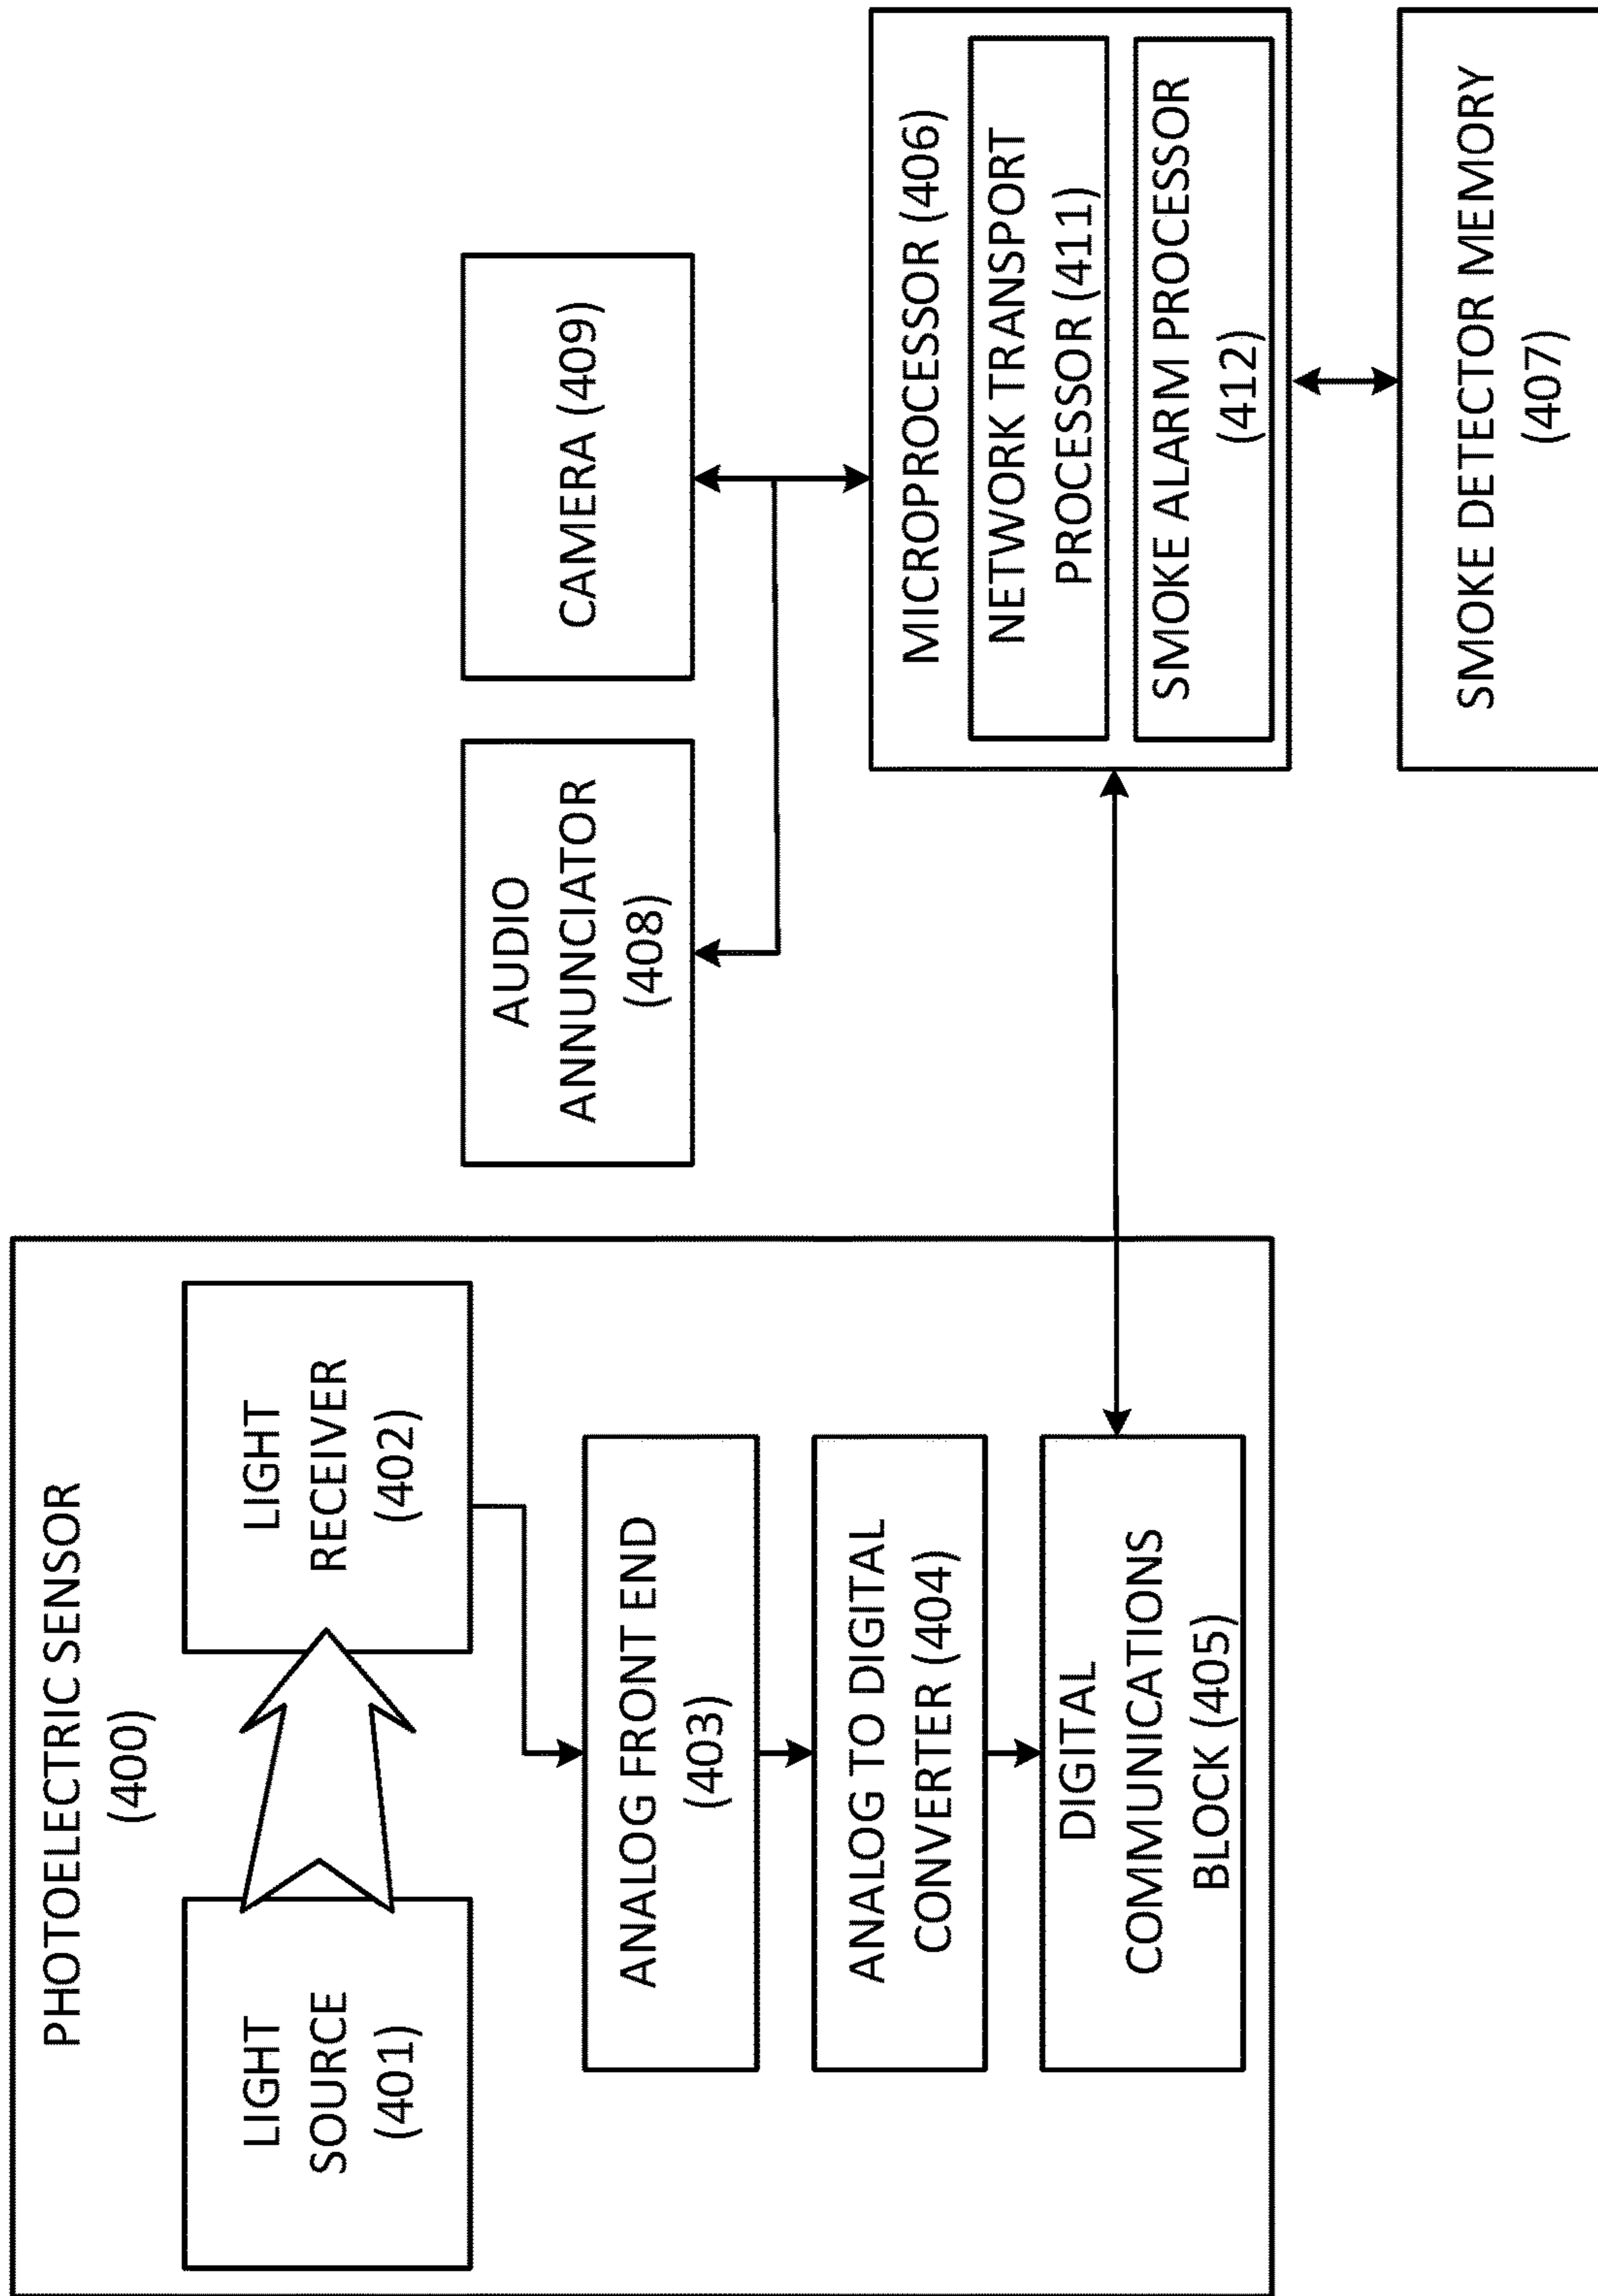 PHOTOELECTRIC SENSOR
(400)
LIGHT
SOURCE
(401)
LIGHT
RECEIVER
(402)
ANALOG FRONT END
(403)
ANALOG TO DIGITAL
CONVERTER (404)
DIGITAL
COMMUNICATIONS
BLOCK (405)
AUDIO
ANNUNCIATOR
(408)
CAMERA (409)
MICROPROCESSOR (406)
NETWORK TRANSPORT
PROCESSOR (411)
SMOKE ALARM PROCESSOR
(412)
SMOKE DETECTOR MEMORY
(407)